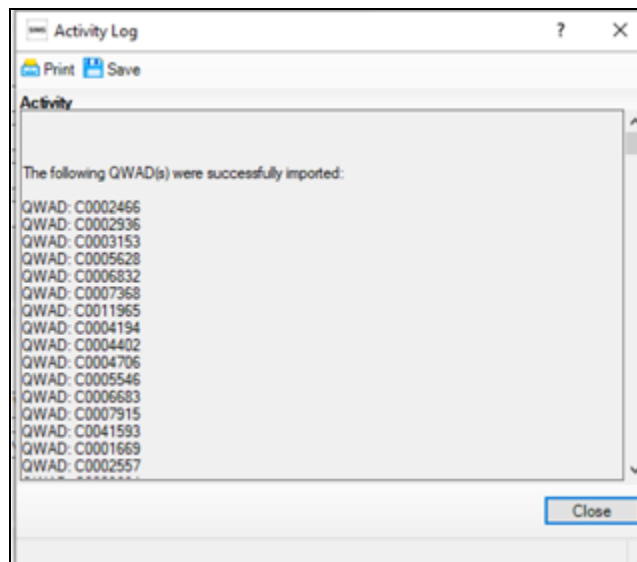 Activity Log
Print Save
Activity
The following QWAD(s) were successfully imported:
QWAD: C0002466
QWAD: C0002936
QWAD: C0003153
QWAD: C0005628
QWAD: C0006832
QWAD: C0007368
QWAD: C0011965
QWAD: C0004194
QWAD: C0004402
QWAD: C0004706
QWAD: C0005546
QWAD: C0006683
QWAD: C0007915
QWAD: C0041593
QWAD: C0001669
QWAD: C0002557
Close